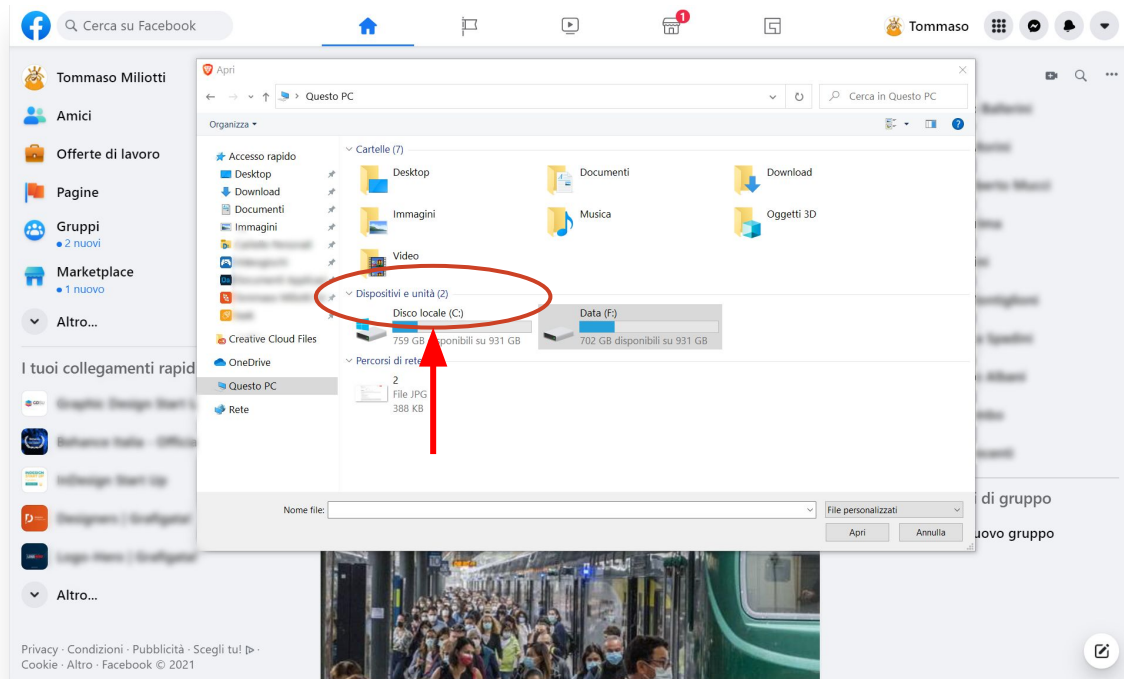 Cerca su Facebook
1
Tommaso
Tommaso Miliotti
Amici
Offerte di lavoro
Pagine
Gruppi
2 nuovi
Marketplace
1 nuovo
Altro...
I tuoi collegamenti rapid
InDesign Start Up
Altro...
Privacy · Condizioni · Pubblicità · Scegli tu! ·
Cookie · Altro · Facebook © 2021
Apri
Questo PC
Cerca in Questo PC
Organizza
Accesso rapido
Desktop
Download
Documenti
Immagini
Creative Cloud Files
OneDrive
Questo PC
Rete
Cartelle (7)
Desktop
Documenti
Download
Immagini
Musica
Oggetti 3D
Video
Dispositivi e unità (2)
Disco locale (C:)
759 GB disponibili su 931 GB
Data (F:)
702 GB disponibili su 931 GB
Percorsi di rete
2
File JPG
388 KB
Nome file:
File personalizzati
Apri
Annulla
i di gruppo
uovo gruppo